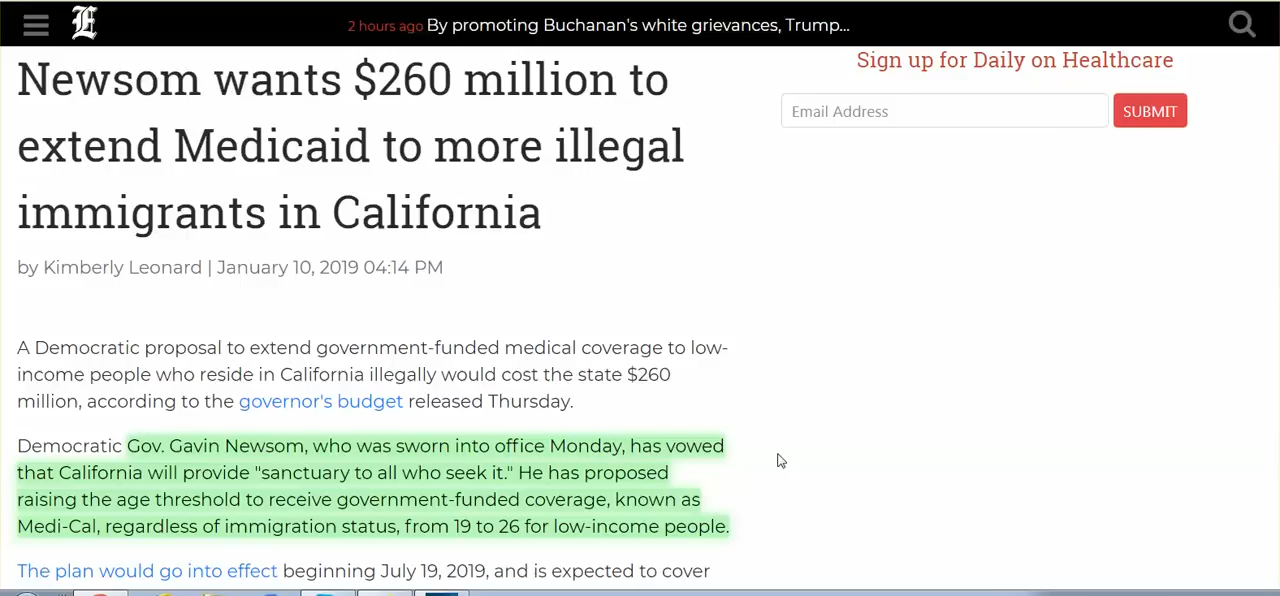 2 hours ago By promoting Buchanan's white grievances, Trump...
Newsom wants $260 million to
extend Medicaid to more illegal
immigrants in California
by Kimberly Leonard | January 10, 2019 04:14 PM
Sign up for Daily on Healthcare
Email Address
SUBMIT
A Democratic proposal to extend government-funded medical coverage to low-
income people who reside in California illegally would cost the state $260
million, according to the governor's budget released Thursday.
Democratic Gov. Gavin Newsom, who was sworn into office Monday, has vowed
that California will provide "sanctuary to all who seek it." He has proposed
raising the age threshold to receive government-funded coverage, known as
Medi-Cal, regardless of immigration status, from 19 to 26 for low-income people.
The plan would go into effect beginning July 19, 2019, and is expected to cover